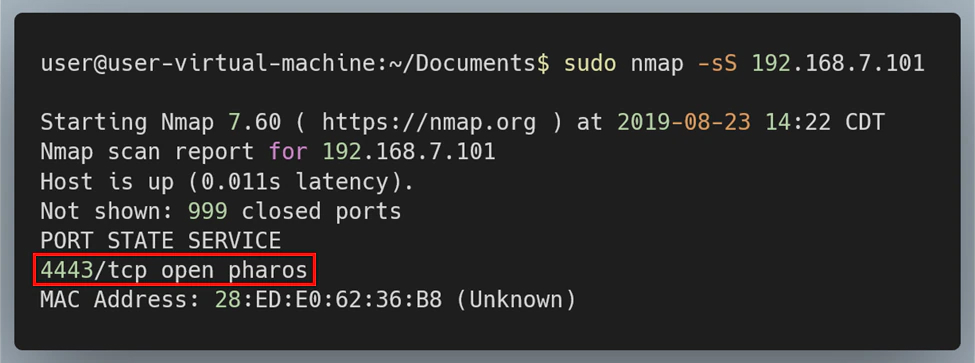 user@user-virtual-machine:~/Documents$ sudo nmap -sS 192.168.7.101
Starting Nmap 7.60 ( https://nmap.org ) at 2019-08-23 14:22 CDT
Nmap scan report for 192.168.7.101
Host is up (0.011s latency).
Not shown: 999 closed ports
PORT STATE SERVICE
4443/tcp open pharos
MAC Address: 28:ED:E0:62:36:B8 (Unknown)